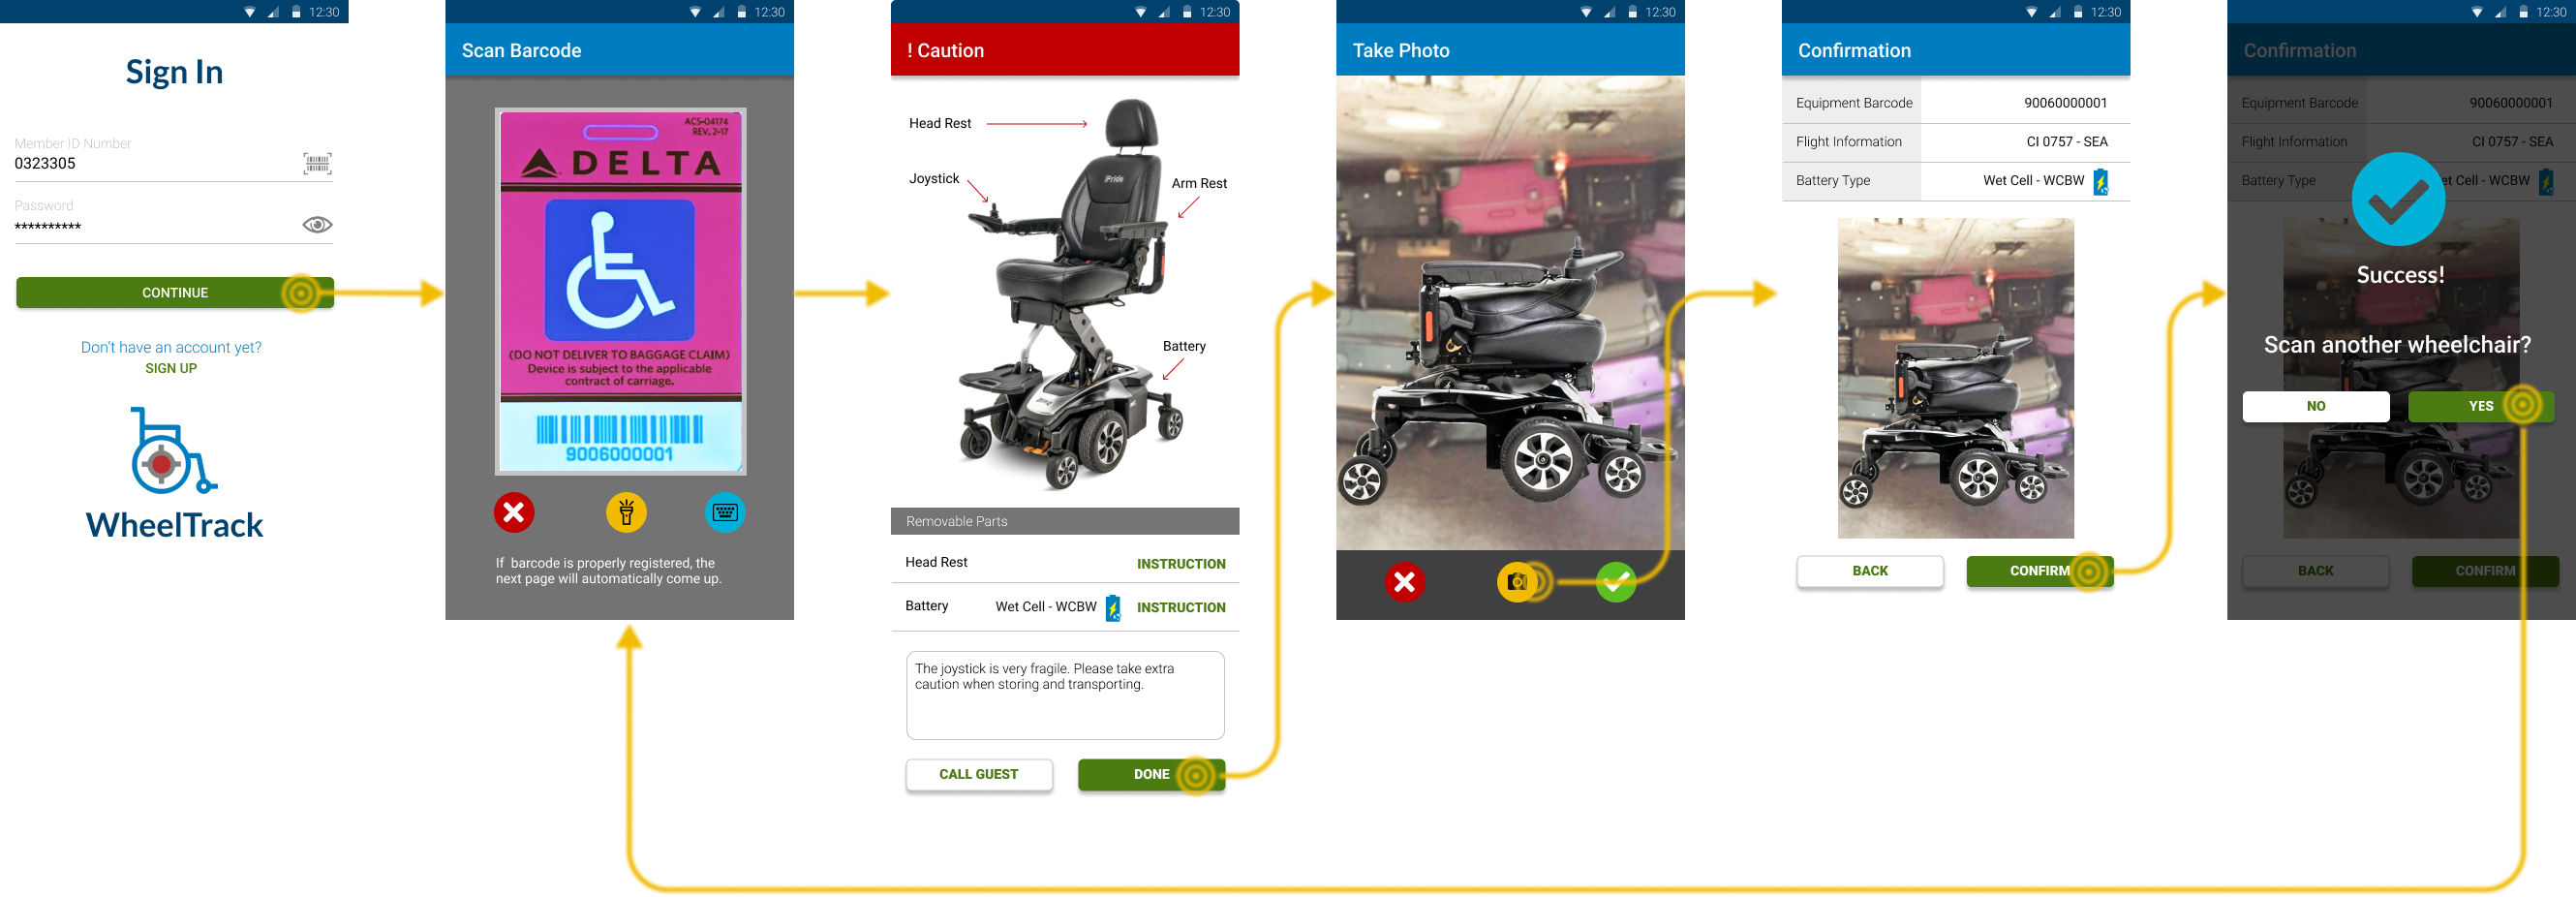 12:30
Sign In
Member ID Number
0323305
Password
**********
CONTINUE
Don't have an account yet?
SIGN UP
WheelTrack
12:30
Scan Barcode
ACS-04174
REV. 2-17
DELTA
(DO NOT DELIVER TO BAGGAGE CLAIM)
Device is subject to the applicable
contract of carriage.
9006000001
If barcode is properly registered, the
next page will automatically come up.
12:30
! Caution
Head Rest
Joystick
Arm Rest
Pride
Battery
Removable Parts
Head Rest
INSTRUCTION
Battery
Wet Cell - WCBW
INSTRUCTION
The joystick is very fragile. Please take extra
caution when storing and transporting.
CALL GUEST
DONE
12:30
Take Photo
12:30
Confirmation
Equipment Barcode
90060000001
Flight Information
CI 0757 - SEA
Battery Type
Wet Cell - WCBW
BACK
CONFIRM
12:30
Confirmation
Equipment Barcode
90060000001
Flight Information
CI 0757 - SEA
Battery Type
et Cell - WCBW
Success!
Scan another wheelchair?
NO
YES
BACK
CONFIRM